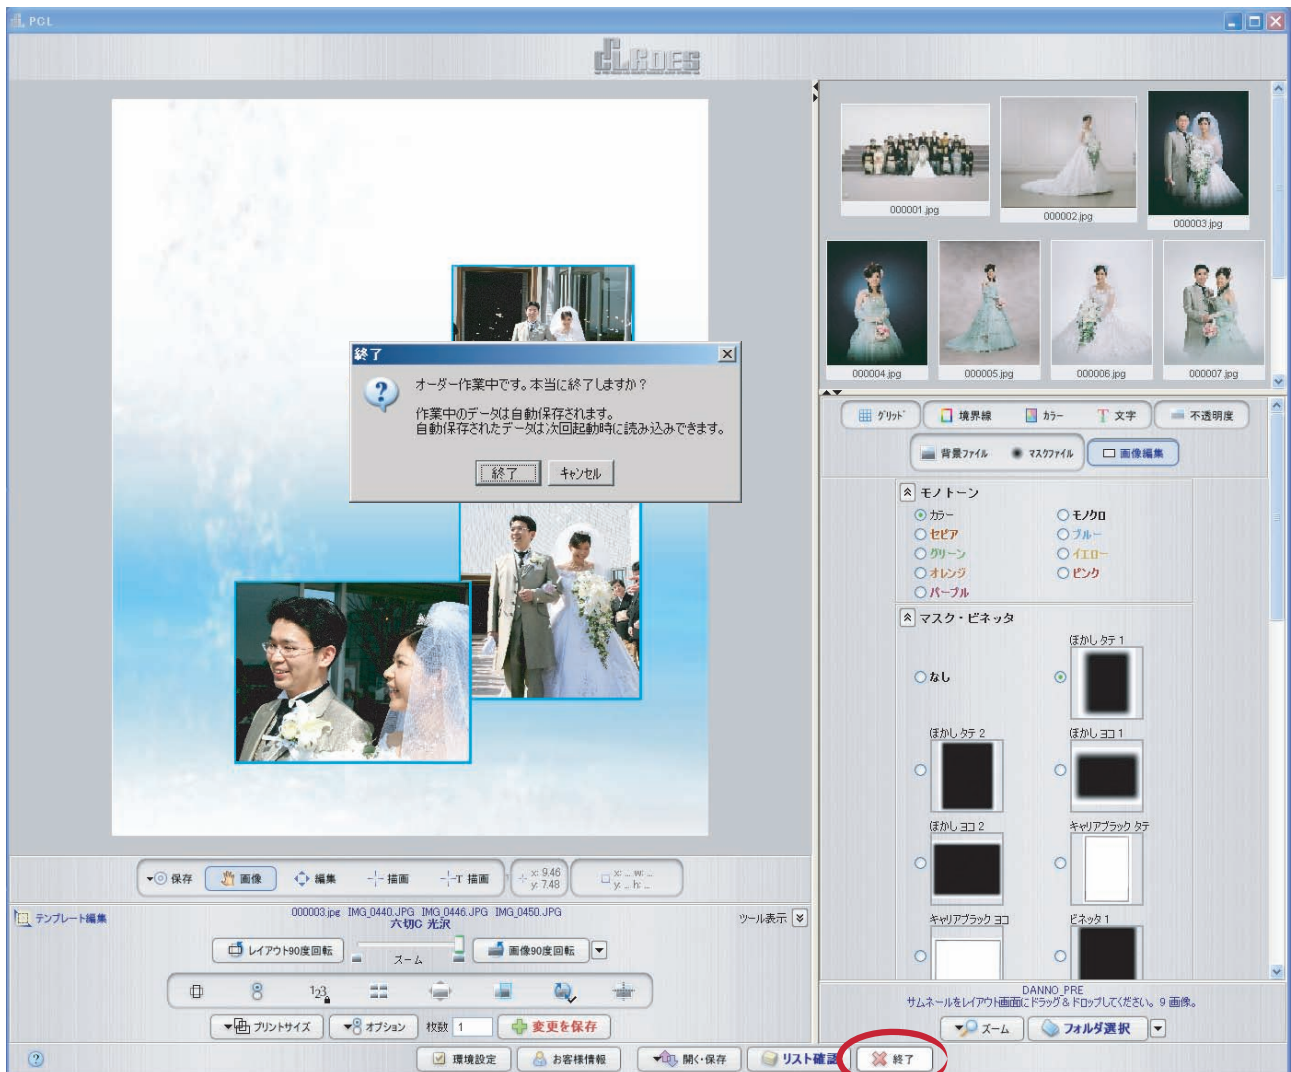 PCL
PCLRDES
000001.jpg
000002.jpg
000003.jpg
000004.jpg
000005.jpg
000006.jpg
000007.jpg
終了
オーダー作業中です。本当に終了しますか？
作業中のデータは自動保存されます。
自動保存されたデータは次回起動時に読み込みできます。
終了 キャンセル
グリッド 境界線 カラー T 文字 不透明度
背景ファイル マスクファイル 画像編集
モノトーン
カラー モノクロ
セピア ブルー
グリーン イエロー
オレンジ ピンク
パープル
マスク・ビネッタ
なし
ぼかし タテ 1
ぼかし タテ 2
ぼかし ヨコ 1
ぼかし ヨコ 2
キャリアブラック タテ
キャリアブラック ヨコ
ビネッタ 1
保存 画像 編集 描画 T 描画 x: 9.46 x: .. w: ..
y: 7.48 y: .. h: ..
テンプレート編集
000003.jpg IMG_0440.JPG IMG_0446.JPG IMG_0450.JPG
六切C 光沢
ツール表示
レイアウト90度回転 ズーム 画像90度回転
123
プリントサイズ オプション 枚数 1 変更を保存
DANNO_PRE
サムネールをレイアウト画面にドラッグ＆ドロップしてください。9 画像。
ズーム フォルダ選択
? 環境設定 お客様情報 開く・保存 リスト確認 終了